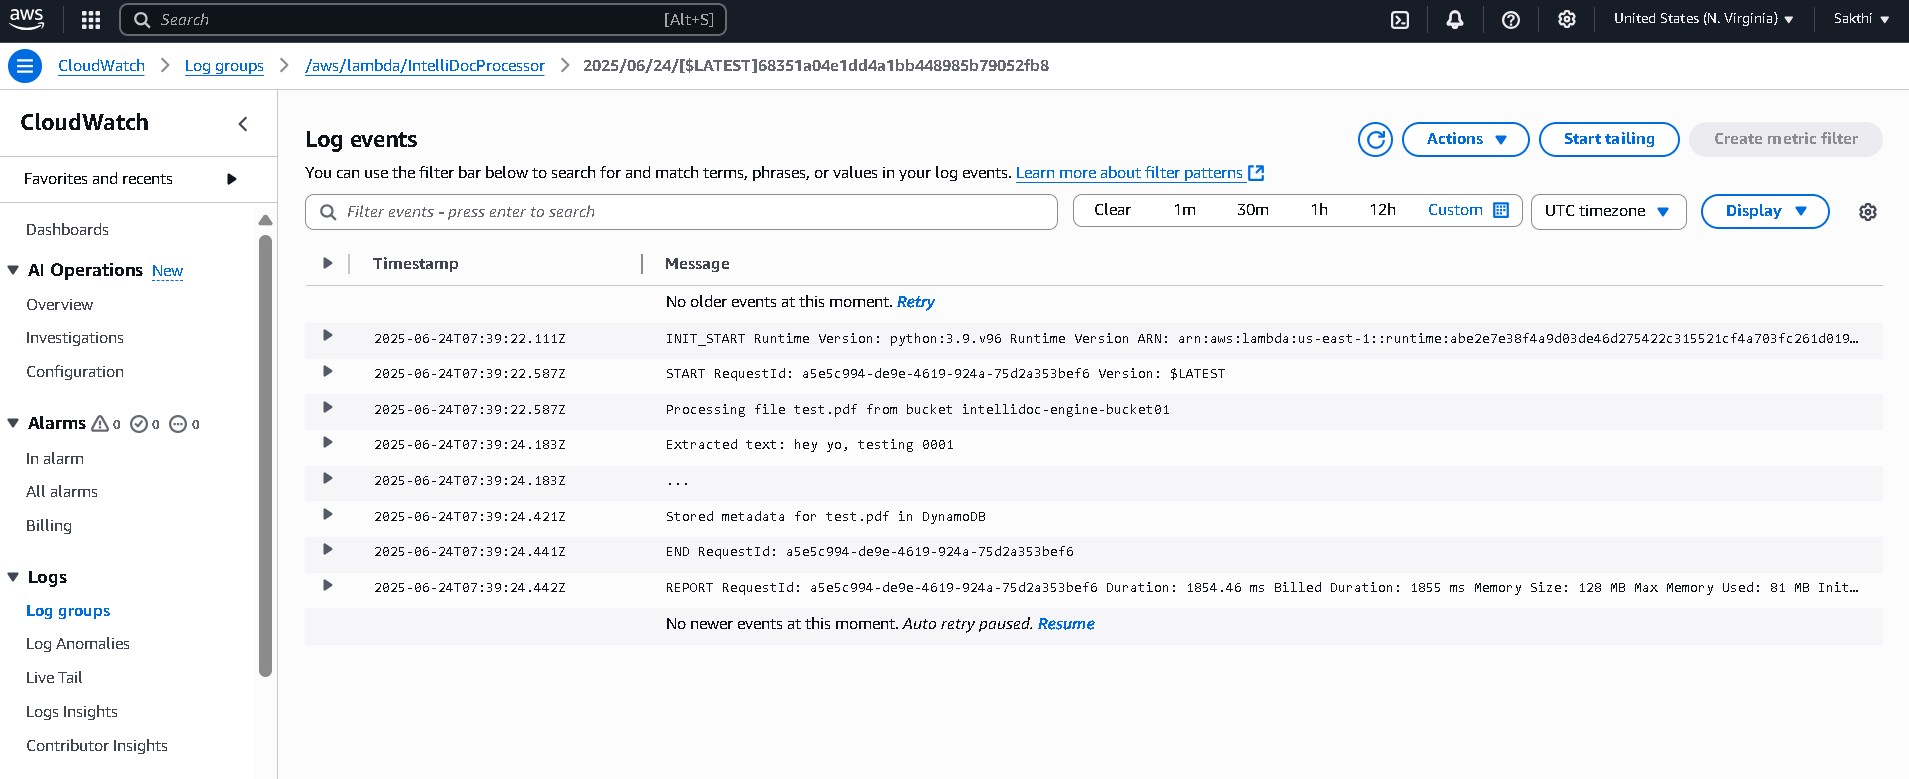 aws
Search [Alt+S] United States (N. Virginia) Sakthi
CloudWatch Log groups /aws/lambda/IntelliDocProcessor 2025/06/24/[$LATEST]68351a04e1dd4a1bb448985b79052fb8
CloudWatch
Favorites and recents
Dashboards
AI Operations New
Overview
Investigations
Configuration
Alarms 0 0 0
In alarm
All alarms
Billing
Logs
Log groups
Log Anomalies
Live Tail
Logs Insights
Contributor Insights
Log events
Actions Start tailing Create metric filter
You can use the filter bar below to search for and match terms, phrases, or values in your log events. Learn more about filter patterns
Filter events - press enter to search Clear 1m 30m 1h 12h Custom UTC timezone Display
Timestamp Message
No older events at this moment. Retry
2025-06-24T07:39:22.111Z INIT_START Runtime Version: python:3.9.v96 Runtime Version ARN: arn:aws:lambda:us-east-1::runtime:abe2e7e38f4a9d03de46d275422c315521cf4a703fc261d019…
2025-06-24T07:39:22.587Z START RequestId: a5e5c994-de9e-4619-924a-75d2a353bef6 Version: $LATEST
2025-06-24T07:39:22.587Z Processing file test.pdf from bucket intellidoc-engine-bucket01
2025-06-24T07:39:24.183Z Extracted text: hey yo, testing 0001
2025-06-24T07:39:24.183Z ...
2025-06-24T07:39:24.421Z Stored metadata for test.pdf in DynamoDB
2025-06-24T07:39:24.441Z END RequestId: a5e5c994-de9e-4619-924a-75d2a353bef6
2025-06-24T07:39:24.442Z REPORT RequestId: a5e5c994-de9e-4619-924a-75d2a353bef6 Duration: 1854.46 ms Billed Duration: 1855 ms Memory Size: 128 MB Max Memory Used: 81 MB Init…
No newer events at this moment. Auto retry paused. Resume